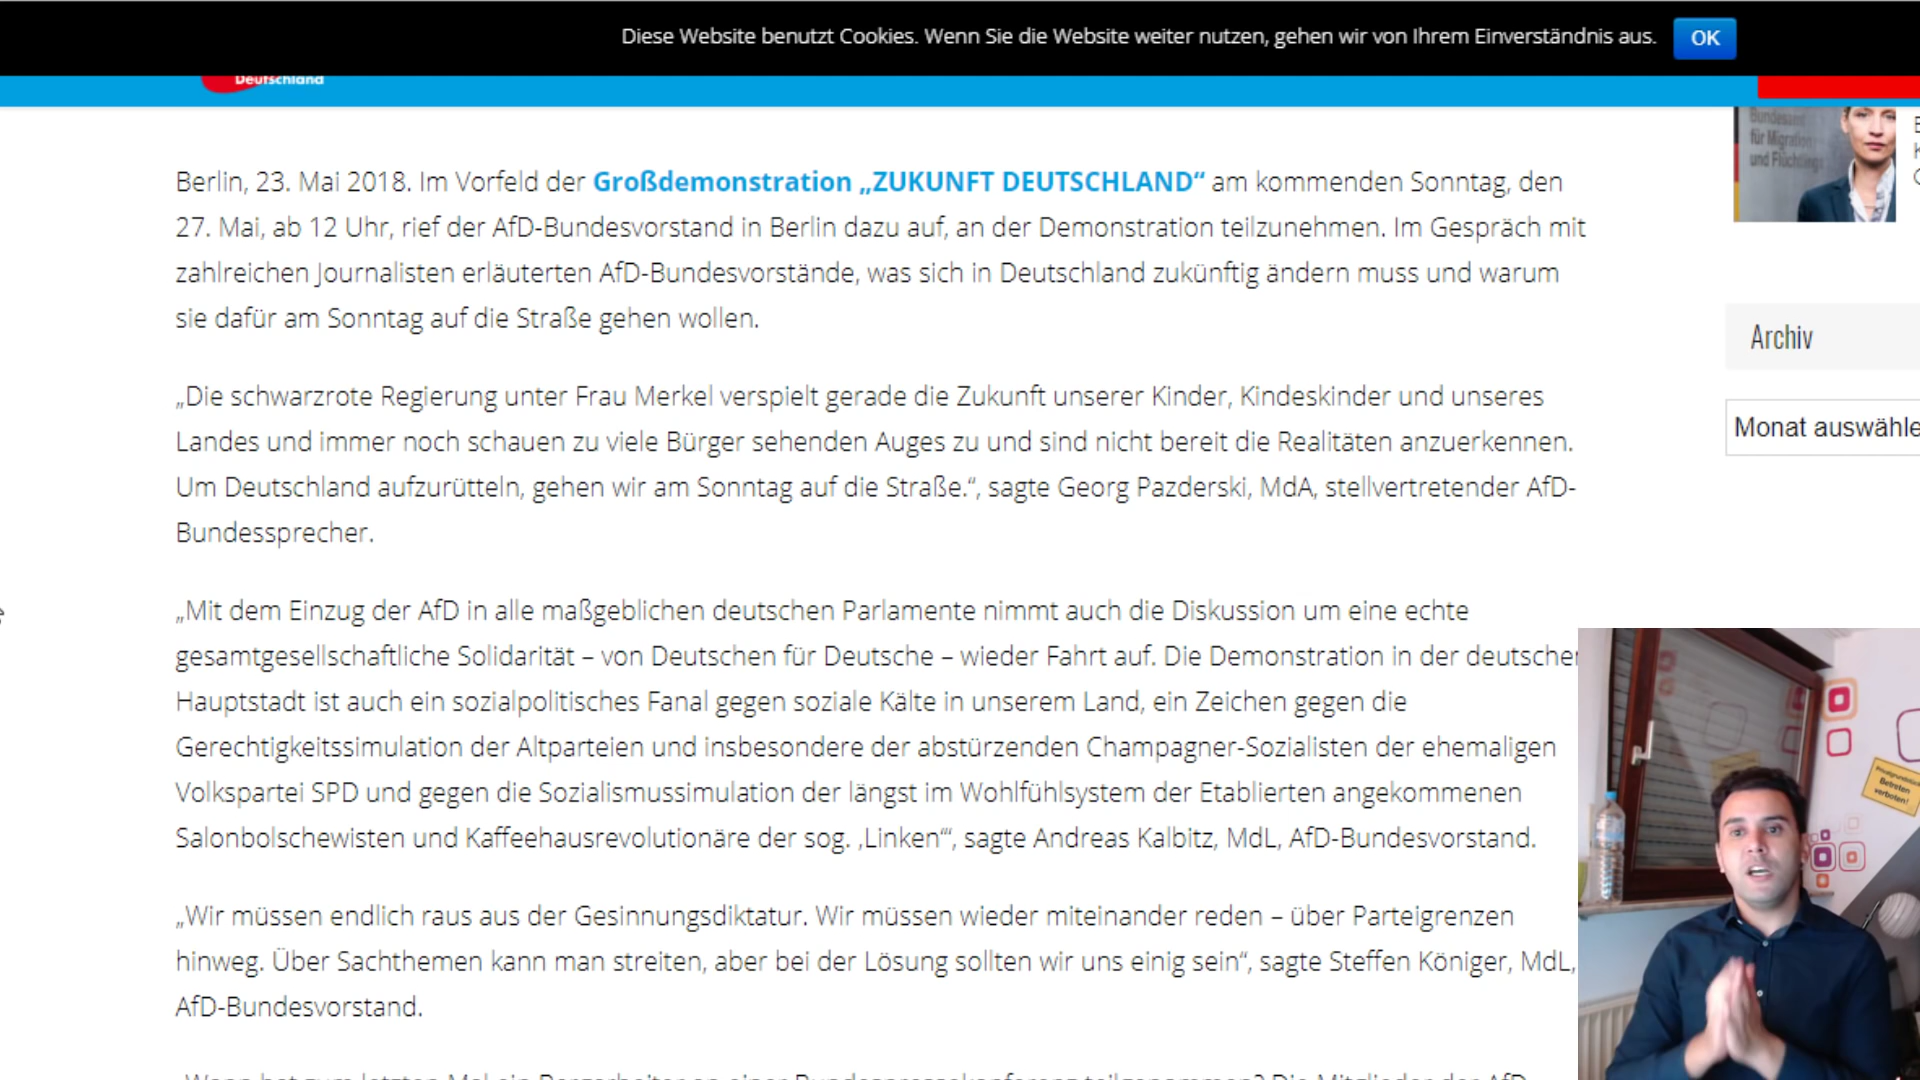 Diese Website benutzt Cookies. Wenn Sie die Website weiter nutzen, gehen wir von Ihrem Einverständnis aus.
OK
Deutschland
Bundesamt
für Migration
und Flüchtlinge
Berlin, 23. Mai 2018. Im Vorfeld der Großdemonstration „ZUKUNFT DEUTSCHLAND“ am kommenden Sonntag, den
27. Mai, ab 12 Uhr, rief der AfD-Bundesvorstand in Berlin dazu auf, an der Demonstration teilzunehmen. Im Gespräch mit
zahlreichen Journalisten erläuterten AfD-Bundesvorstände, was sich in Deutschland zukünftig ändern muss und warum
sie dafür am Sonntag auf die Straße gehen wollen.
Archiv
Monat auswähle
„Die schwarzrote Regierung unter Frau Merkel verspielt gerade die Zukunft unserer Kinder, Kindeskinder und unseres
Landes und immer noch schauen zu viele Bürger sehenden Auges zu und sind nicht bereit die Realitäten anzuerkennen.
Um Deutschland aufzurütteln, gehen wir am Sonntag auf die Straße.“, sagte Georg Pazderski, MdA, stellvertretender AfD-
Bundessprecher.
„Mit dem Einzug der AfD in alle maßgeblichen deutschen Parlamente nimmt auch die Diskussion um eine echte
gesamtgesellschaftliche Solidarität – von Deutschen für Deutsche – wieder Fahrt auf. Die Demonstration in der deutschen
Hauptstadt ist auch ein sozialpolitisches Fanal gegen soziale Kälte in unserem Land, ein Zeichen gegen die
Gerechtigkeitssimulation der Altparteien und insbesondere der abstürzenden Champagner-Sozialisten der ehemaligen
Volkspartei SPD und gegen die Sozialismussimulation der längst im Wohlfühlsystem der Etablierten angekommenen
Salonbolschewisten und Kaffeehausrevolutionäre der sog. ‚Linken‘“, sagte Andreas Kalbitz, MdL, AfD-Bundesvorstand.
„Wir müssen endlich raus aus der Gesinnungsdiktatur. Wir müssen wieder miteinander reden – über Parteigrenzen
hinweg. Über Sachthemen kann man streiten, aber bei der Lösung sollten wir uns einig sein“, sagte Steffen Königer, MdL,
AfD-Bundesvorstand.
Betreten
verboten!